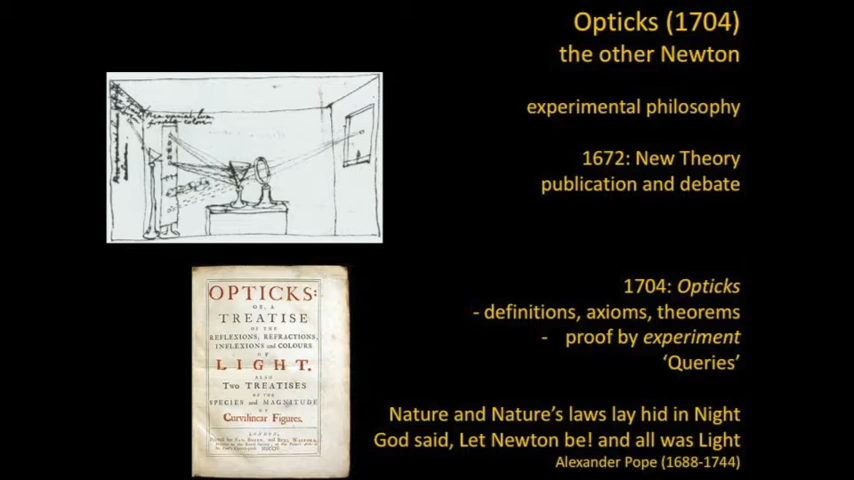 Opticks (1704)
the other Newton
experimental philosophy
1672: New Theory
publication and debate
1704: Opticks
- definitions, axioms, theorems
- proof by experiment
‘Queries’
Nature and Nature’s laws lay hid in Night
God said, Let Newton be! and all was Light
Alexander Pope (1688-1744)
OPTICKS:
OR, A
TREATISE
OF THE
REFLEXIONS, REFRACTIONS,
INFLEXIONS and COLOURS
OF
LIGHT.
ALSO
Two TREATISES
OF THE
SPECIES and MAGNITUDE
OF
Curvilinear Figures.
LONDON,